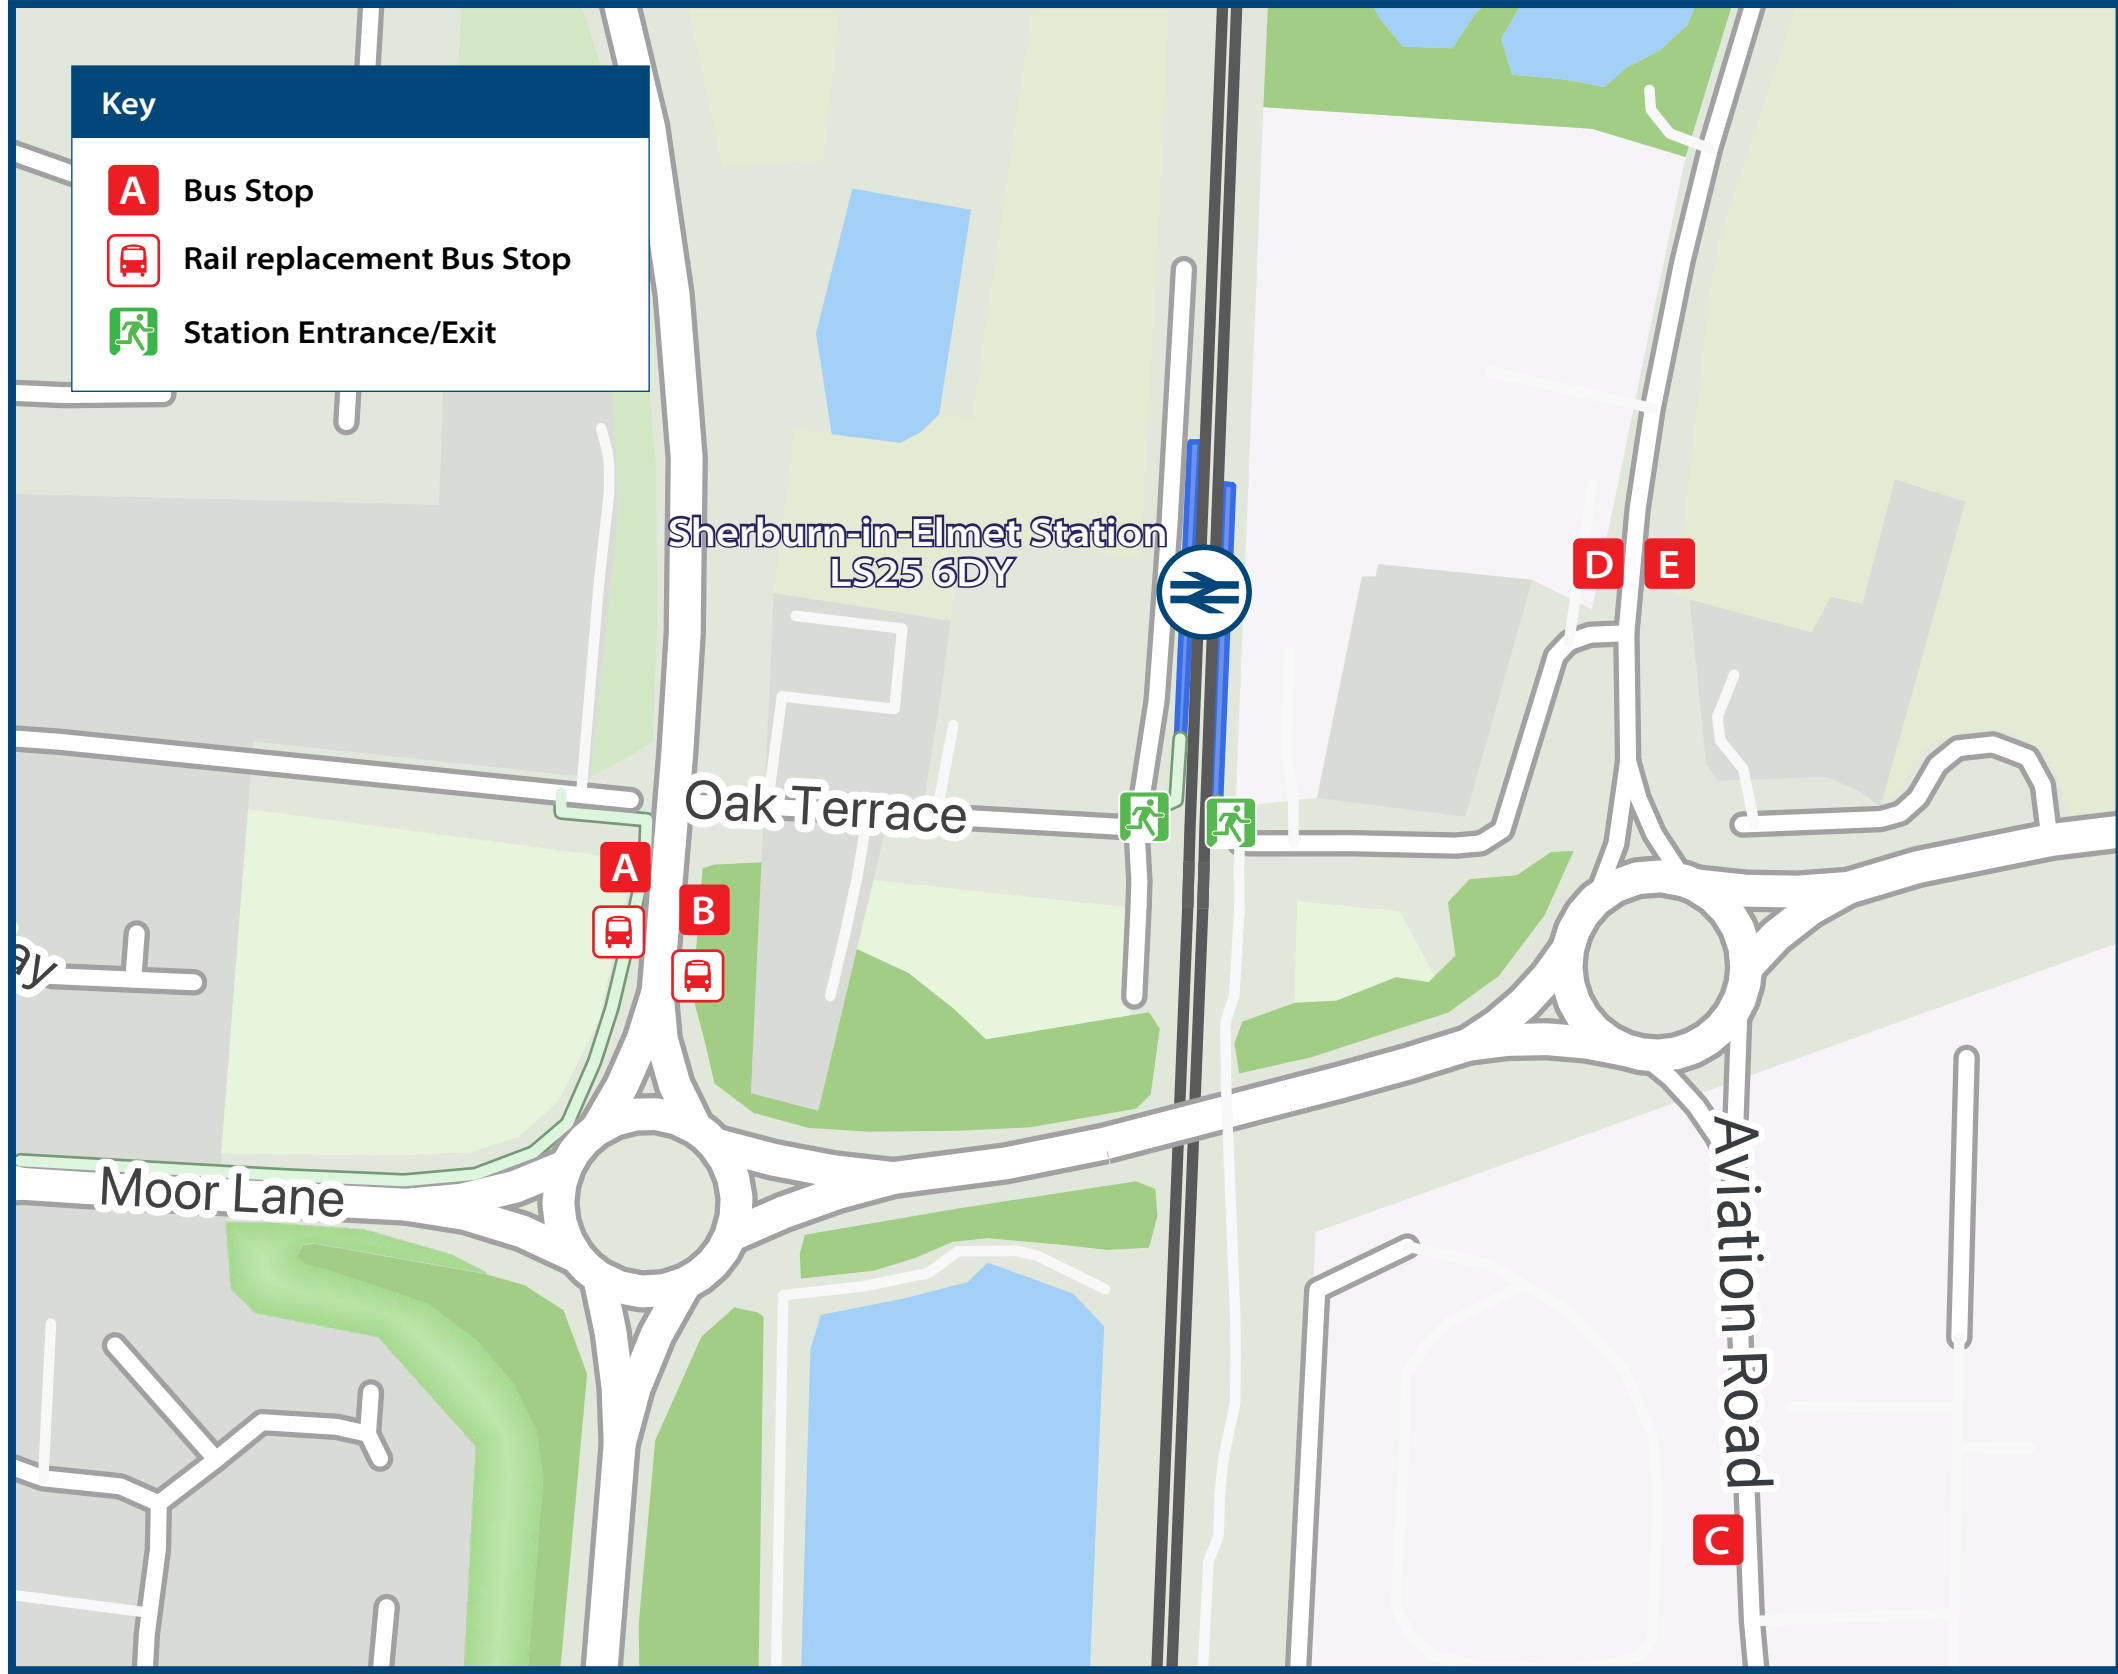 Key
A Bus Stop
Rail replacement Bus Stop
Station Entrance/Exit
Sherburn-in-Elmet Station
LS25 6DY
D E
Oak Terrace
A
B
ay
Moor Lane
Aviation Road
C